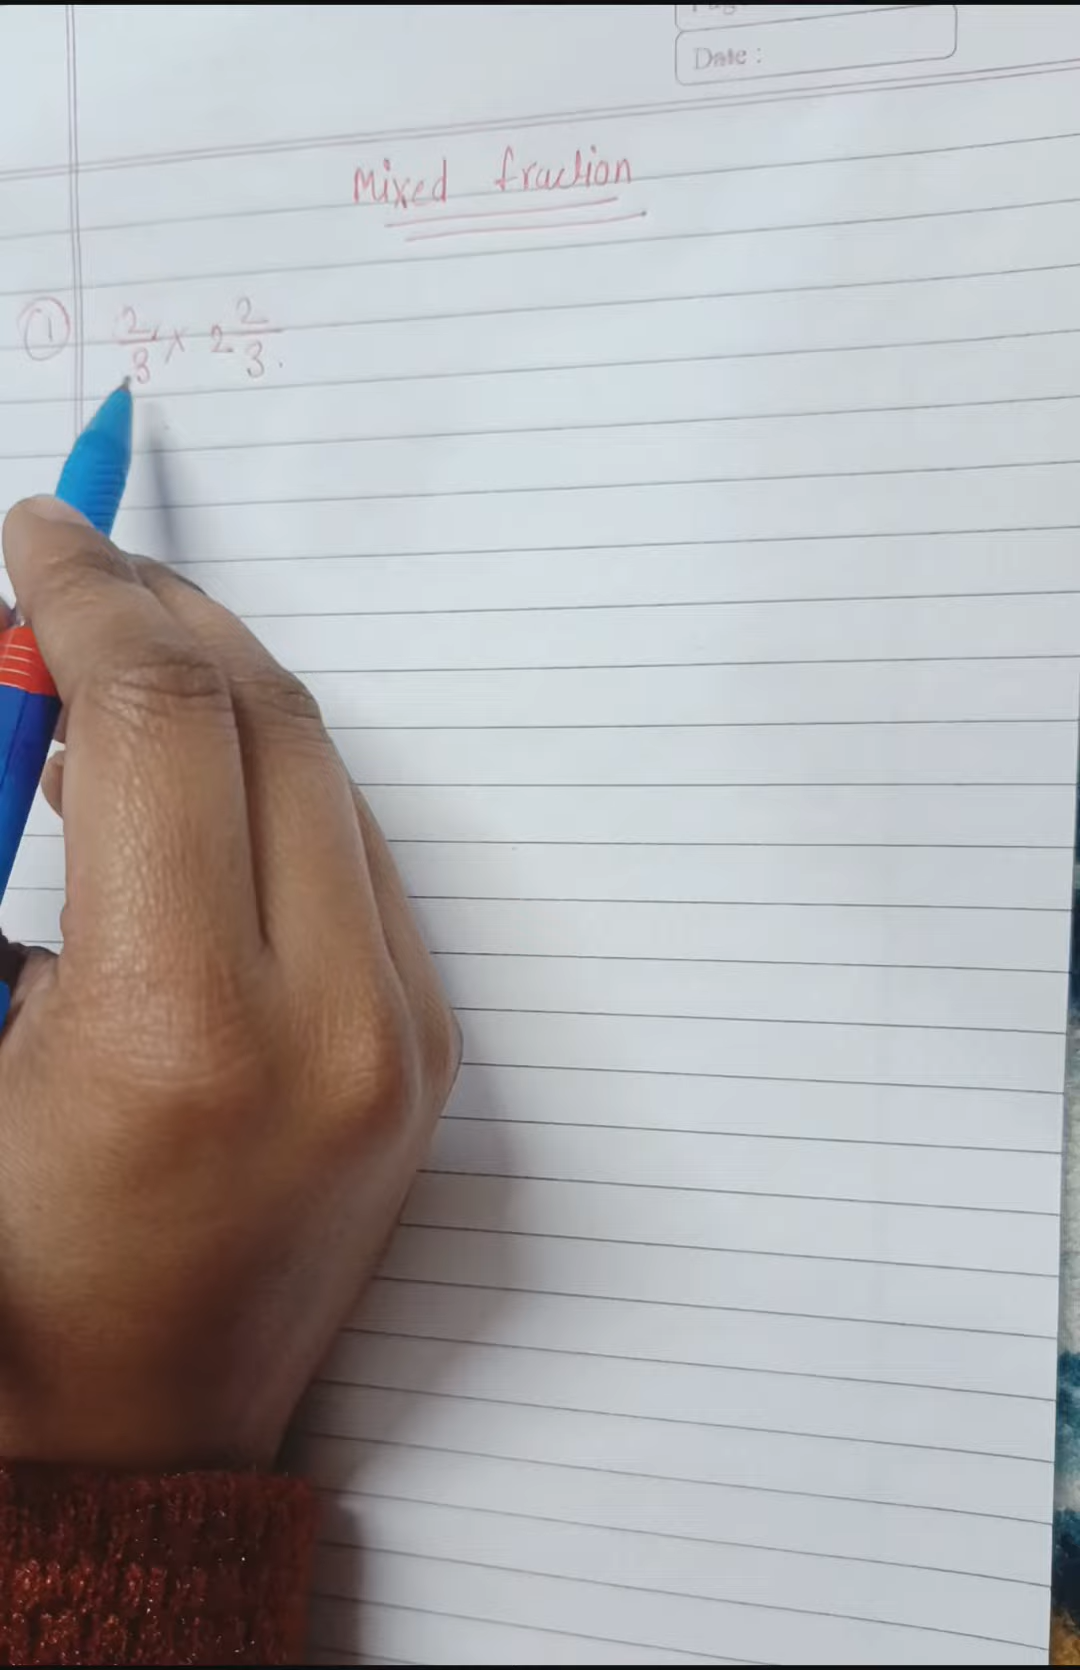 Date :
Mixed fraction
① 2/3 × 2 2/3.